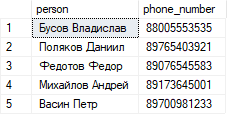 person phone_number
1 Бусов Владислав 88005553535
2 Поляков Даниил 89765403921
3 Федотов Федор 89076545583
4 Михайлов Андрей 89173645001
5 Васин Петр 89700981233